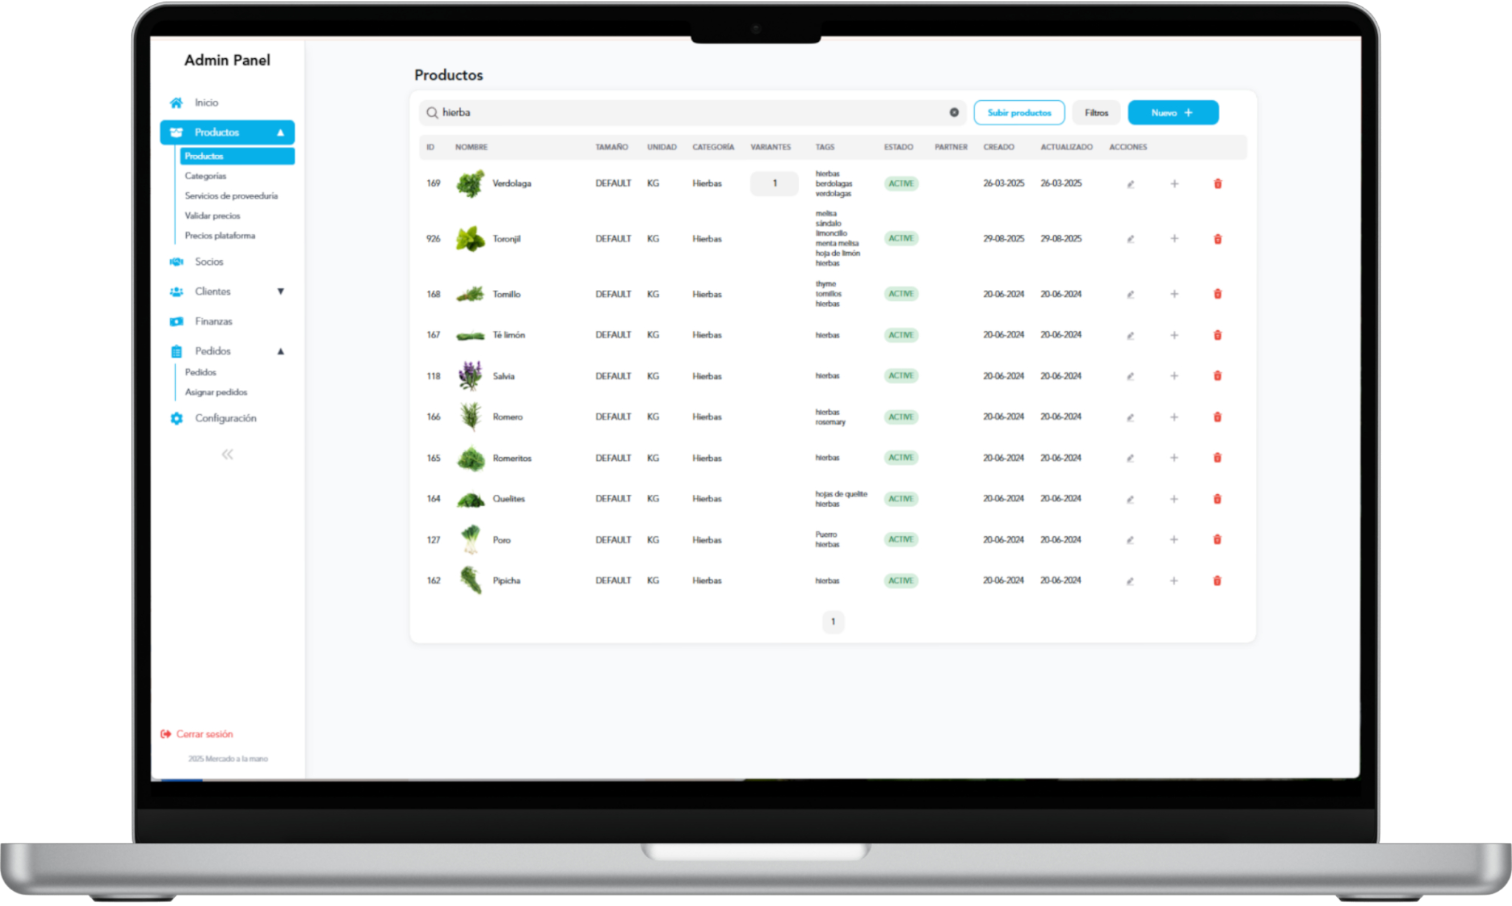 Admin Panel
Inicio
Productos
Productos
Categorías
Servicios de proveeduría
Validar precios
Precios plataforma
Socios
Clientes
Finanzas
Pedidos
Pedidos
Asignar pedidos
Configuración
Cerrar sesión
2025 Mercado a la mano
Productos
hierba
Subir productos
Filtros
Nuevo +
ID NOMBRE TAMAÑO UNIDAD CATEGORÍA VARIANTES TAGS ESTADO PARTNER CREADO ACTUALIZADO ACCIONES
169 Verdolaga DEFAULT KG Hierbas 1 hierbas
berdolagas
verdolagas
ACTIVE 26-03-2025 26-03-2025
926 Toronjil DEFAULT KG Hierbas melisa
sándalo
limoncillo
menta melisa
hoja de limón
hierbas
ACTIVE 29-08-2025 29-08-2025
168 Tomillo DEFAULT KG Hierbas thyme
tomillos
hierbas
ACTIVE 20-06-2024 20-06-2024
167 Té limón DEFAULT KG Hierbas hierbas ACTIVE 20-06-2024 20-06-2024
118 Salvia DEFAULT KG Hierbas hierbas ACTIVE 20-06-2024 20-06-2024
166 Romero DEFAULT KG Hierbas hierbas
rosemary
ACTIVE 20-06-2024 20-06-2024
165 Romeritos DEFAULT KG Hierbas hierbas ACTIVE 20-06-2024 20-06-2024
164 Quelites DEFAULT KG Hierbas hojas de quelite
hierbas
ACTIVE 20-06-2024 20-06-2024
127 Poro DEFAULT KG Hierbas Puerro
hierbas
ACTIVE 20-06-2024 20-06-2024
162 Pipicha DEFAULT KG Hierbas hierbas ACTIVE 20-06-2024 20-06-2024
1